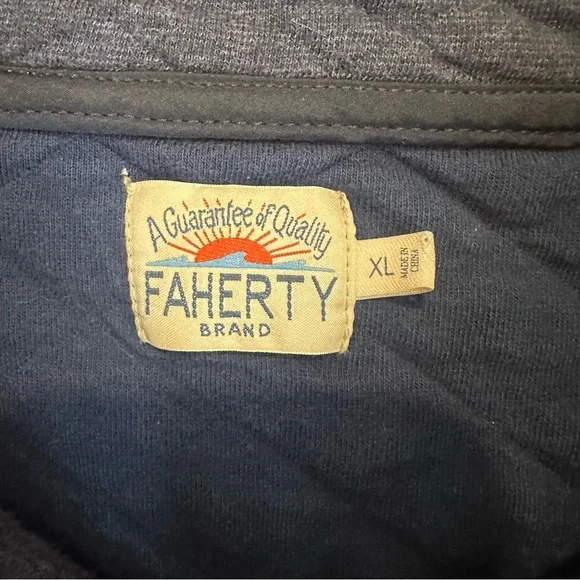 A Guarantee of Quality
FAHERTY
BRAND
XL
MADE IN
CHINA